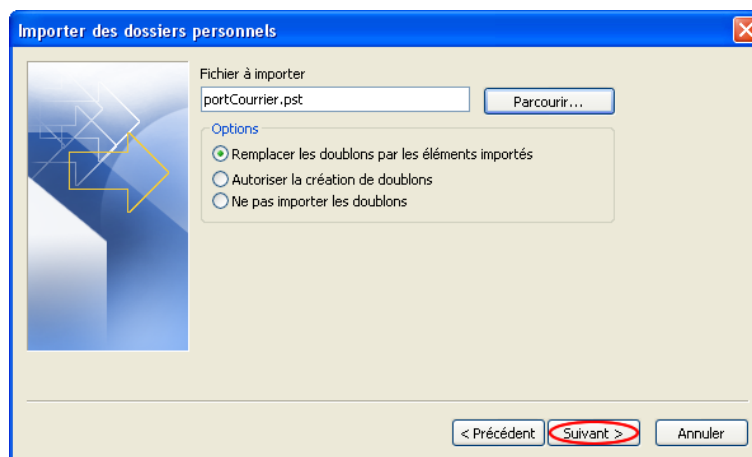 Importer des dossiers personnels
Fichier à importer
portCourrier.pst
Parcourir...
Options
Remplacer les doublons par les éléments importés
Autoriser la création de doublons
Ne pas importer les doublons
< Précédent Suivant > Annuler